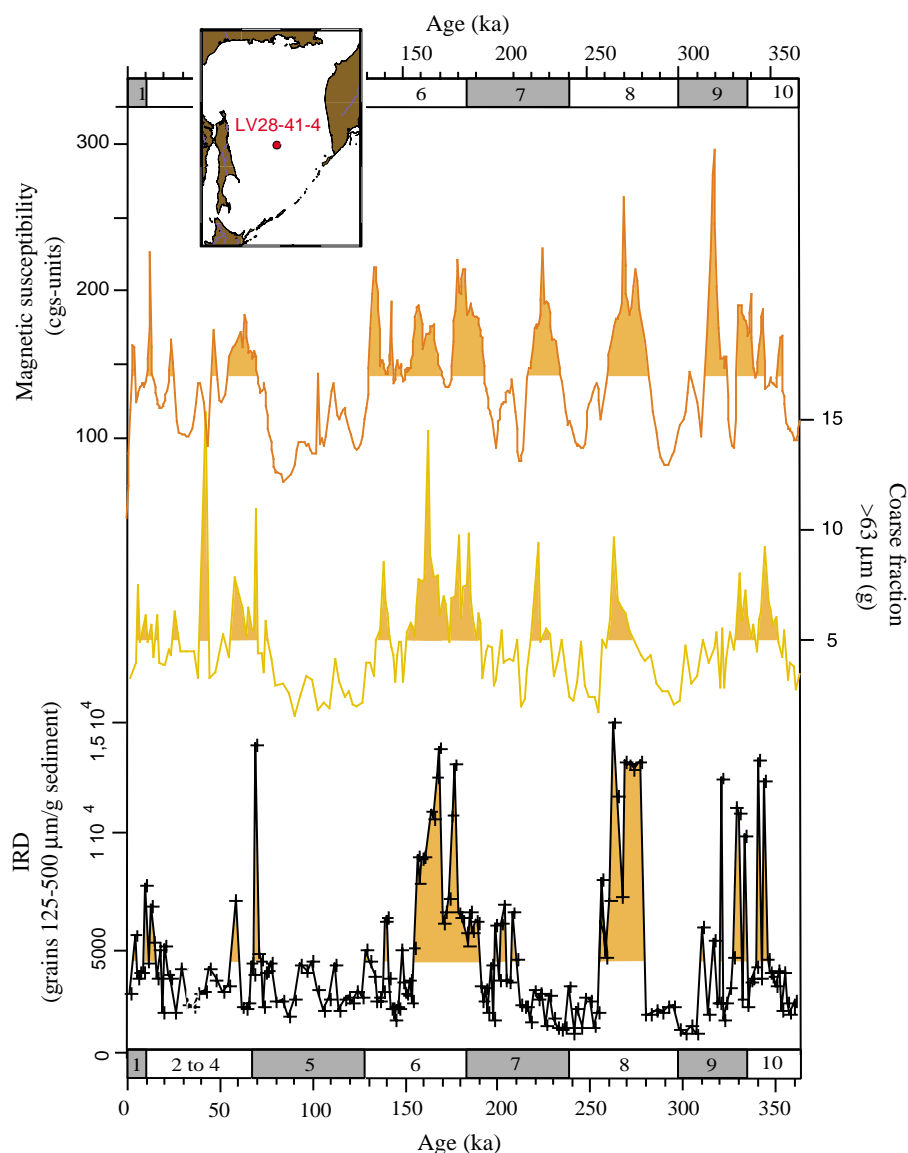 Age (ka)
150 200 250 300 350
1 6 7 8 9 10
LV28-41-4
Magnetic susceptibility
(cgs-units)
300
200
100
Coarse fraction
>63 µm (g)
15
10
5
IRD
(grains 125-500 µm/g sediment)
1,5 10 4
1 10 4
5000
0
1 2 to 4 5 6 7 8 9 10
0 50 100 150 200 250 300 350
Age (ka)